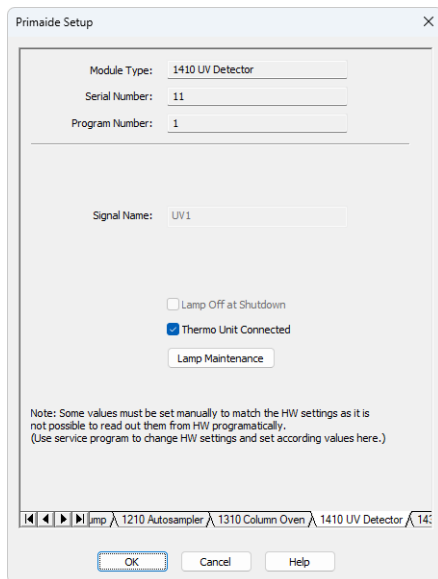 Primaide Setup
Module Type: 1410 UV Detector
Serial Number: 11
Program Number: 1
Signal Name: UV1
Lamp Off at Shutdown
Thermo Unit Connected
Lamp Maintenance
Note: Some values must be set manually to match the HW settings as it is
not possible to read out them from HW programatically.
(Use service program to change HW settings and set according values here.)
1210 Autosampler 1310 Column Oven 1410 UV Detector
OK Cancel Help